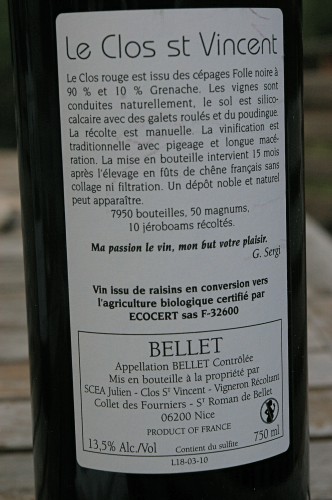 Le Clos st Vincent
Le Clos rouge est issu des cépages Folle noire à
90 % et 10 % Grenache. Les vignes sont
conduites naturellement, le sol est silico-
calcaire avec des galets roulés et du poudingue.
La récolte est manuelle. La vinification est
traditionnelle avec pigeage et longue macé-
ration. La mise en bouteille intervient 15 mois
après l'élevage en fûts de chêne français sans
collage ni filtration. Un dépôt noble et naturel
peut apparaître.
7950 bouteilles, 50 magnums,
10 jéroboams récoltés.
Ma passion le vin, mon but votre plaisir.
G. Sergi
Vin issu de raisins en conversion vers
l'agriculture biologique certifié par
ECOCERT sas F-32600
BELLET
Appellation BELLET Contrôlée
Mis en bouteille à la propriété par
SCEA Julien - Clos St Vincent - Vigneron Récoltant
Collet des Fourniers - St Roman de Bellet
06200 Nice
PRODUCT OF FRANCE
13,5% Alc./Vol
Contient du sulfite
750 ml
L18-03-10